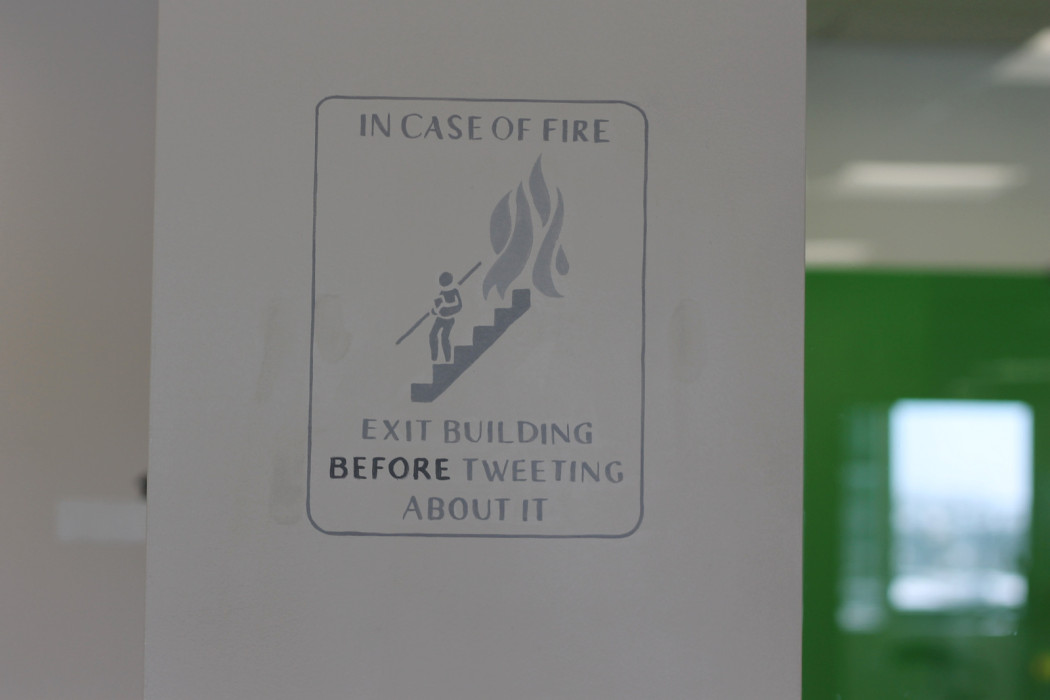 IN CASE OF FIRE
EXIT BUILDING
BEFORE TWEETING
ABOUT IT